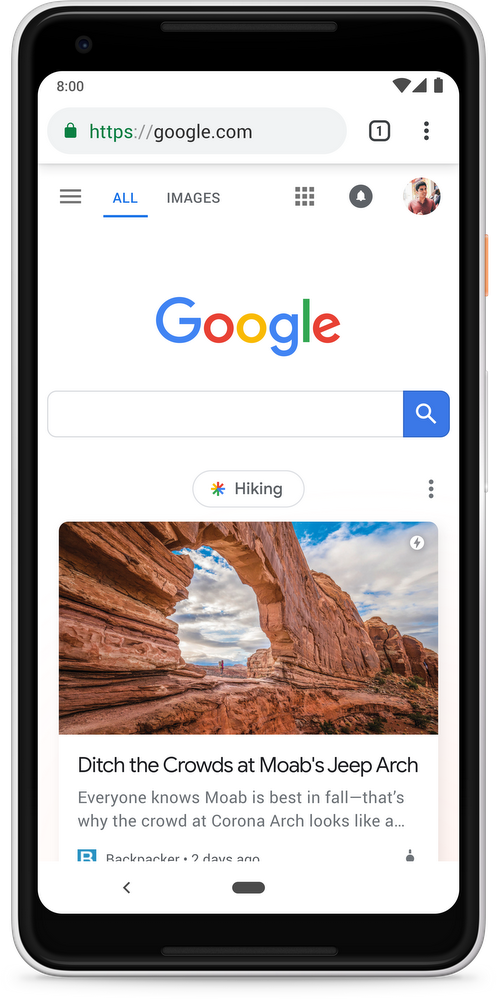 8:00
https://google.com
1
ALL IMAGES
Google
Hiking
Ditch the Crowds at Moab's Jeep Arch
Everyone knows Moab is best in fall—that's
why the crowd at Corona Arch looks like a...
B Backpacker • 2 days ago